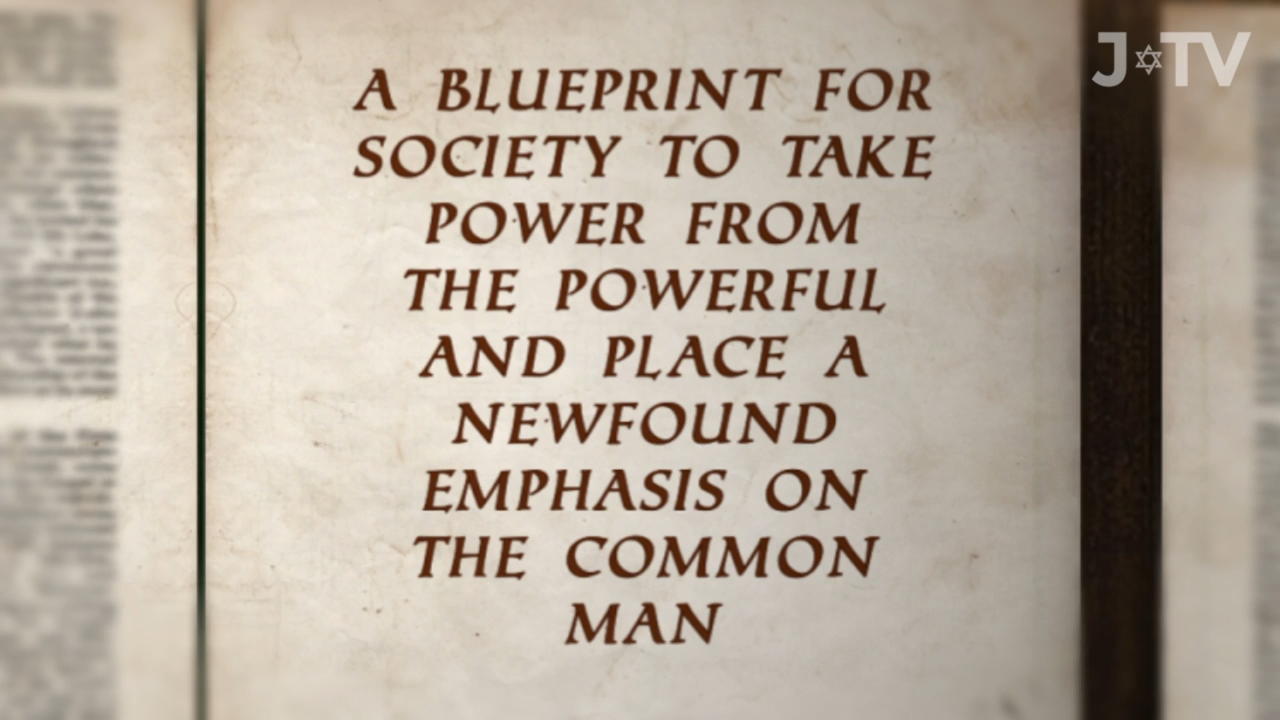 J✡TV
A BLUEPRINT FOR
SOCIETY TO TAKE
POWER FROM
THE POWERFUL
AND PLACE A
NEWFOUND
EMPHASIS ON
THE COMMON
MAN